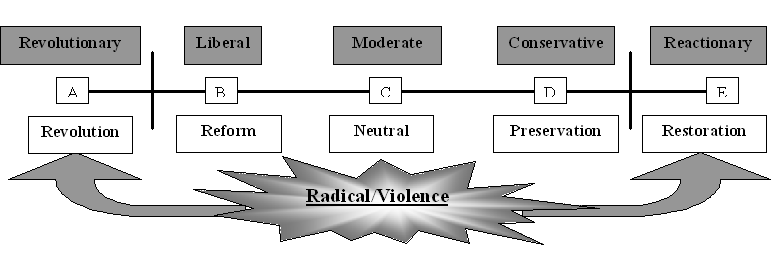 Revolutionary Liberal Moderate Conservative Reactionary
A B C D E
Revolution Reform Neutral Preservation Restoration
Radical/Violence